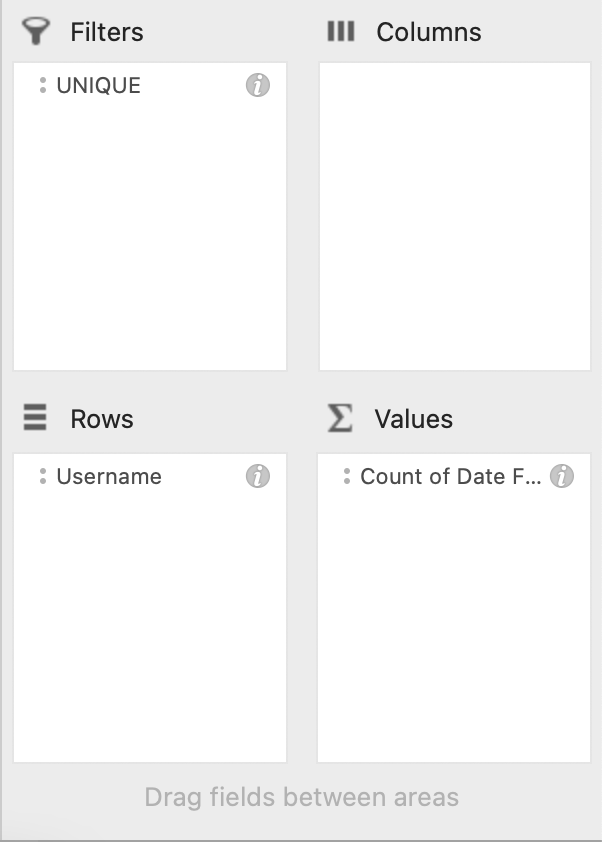 Filters
Columns
UNIQUE
Rows
Values
Username
Count of Date F...
Drag fields between areas